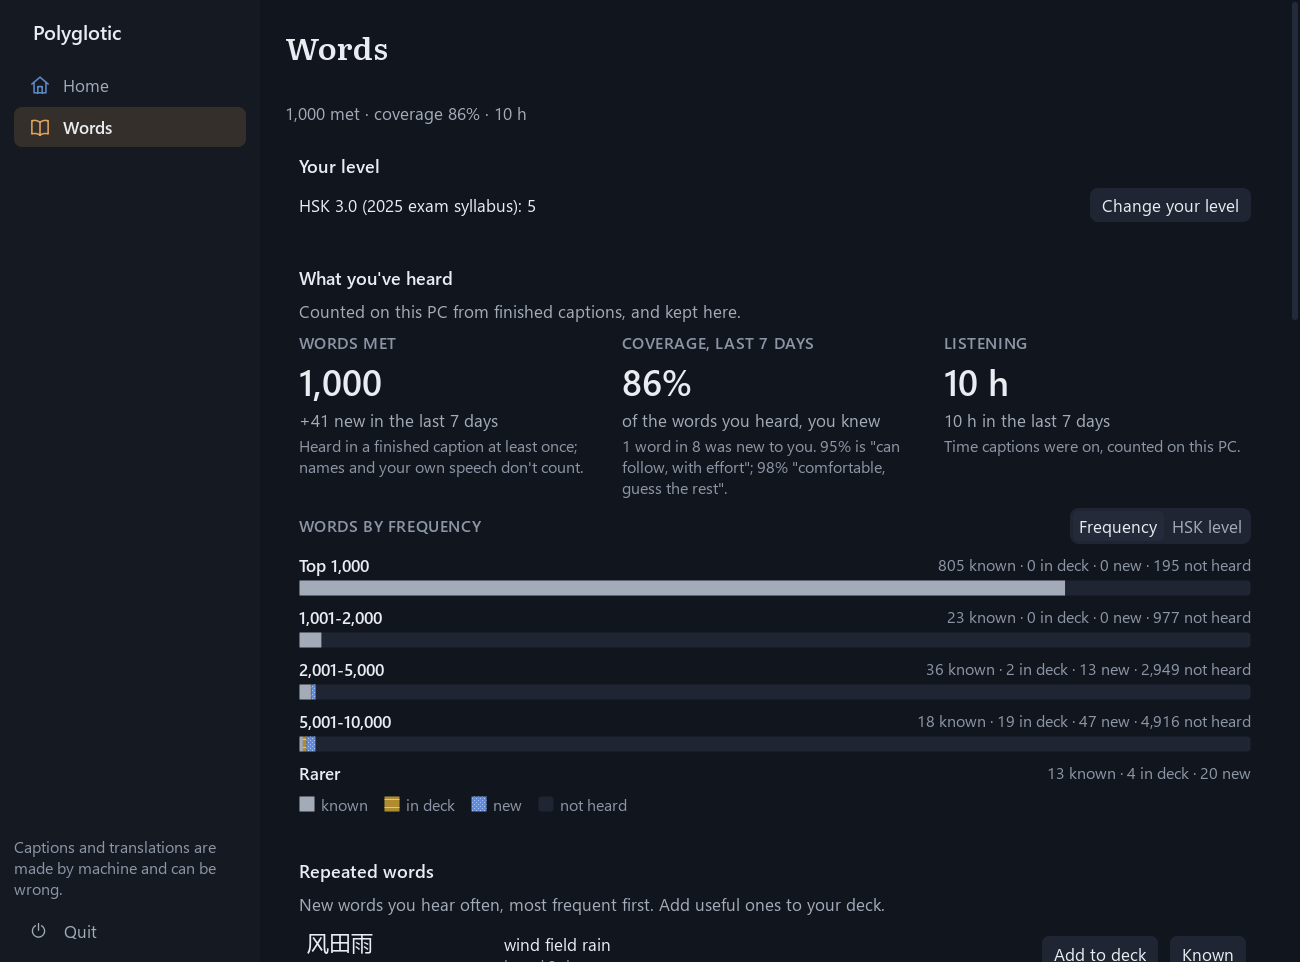 Polyglotic
Home
Words
Captions and translations are
made by machine and can be
wrong.
Quit
Words
1,000 met · coverage 86% · 10 h
Your level
HSK 3.0 (2025 exam syllabus): 5
Change your level
What you've heard
Counted on this PC from finished captions, and kept here.
WORDS MET
1,000
+41 new in the last 7 days
Heard in a finished caption at least once;
names and your own speech don't count.
COVERAGE, LAST 7 DAYS
86%
of the words you heard, you knew
1 word in 8 was new to you. 95% is "can
follow, with effort"; 98% "comfortable,
guess the rest".
LISTENING
10 h
10 h in the last 7 days
Time captions were on, counted on this PC.
WORDS BY FREQUENCY
Frequency HSK level
Top 1,000 805 known · 0 in deck · 0 new · 195 not heard
1,001-2,000 23 known · 0 in deck · 0 new · 977 not heard
2,001-5,000 36 known · 2 in deck · 13 new · 2,949 not heard
5,001-10,000 18 known · 19 in deck · 47 new · 4,916 not heard
Rarer 13 known · 4 in deck · 20 new
known in deck new not heard
Repeated words
New words you hear often, most frequent first. Add useful ones to your deck.
风田雨 wind field rain Add to deck Known